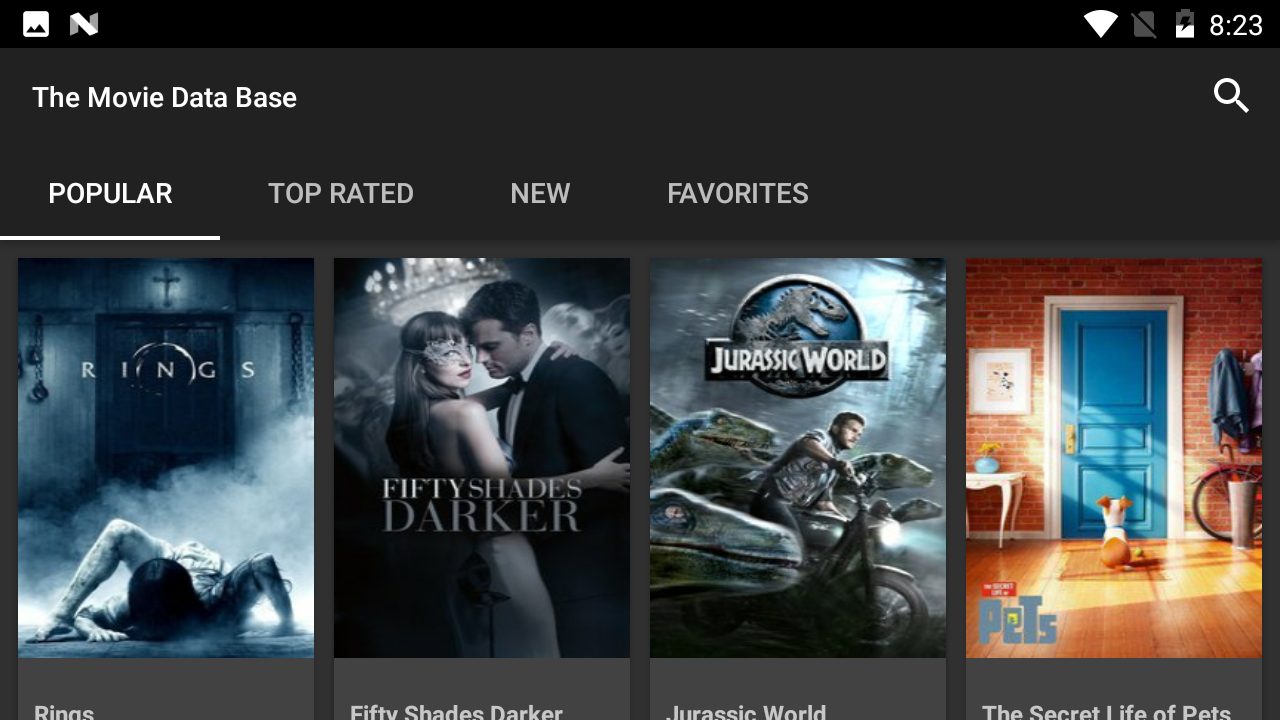 8:23
The Movie Data Base
POPULAR TOP RATED NEW FAVORITES
RINGS
FIFTY SHADES
DARKER
JURASSIC WORLD
THE SECRET
LIFE OF
PETS
Rings
Fifty Shades Darker
Jurassic World
The Secret Life of Pets